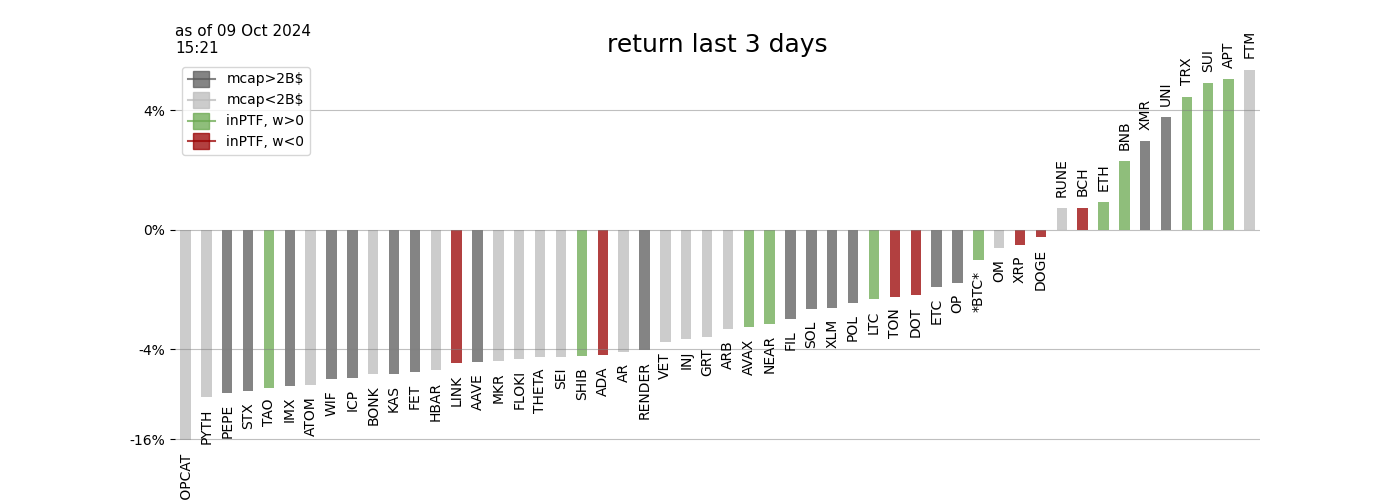 as of 09 Oct 2024
15:21
return last 3 days
mcap>2B$
mcap<2B$
inPTF, w>0
inPTF, w<0
4%
0%
-4%
-16%
OPCAT
PYTH
PEPE
STX
TAO
IMX
ATOM
WIF
ICP
BONK
KAS
FET
HBAR
LINK
AAVE
MKR
FLOKI
THETA
SEI
SHIB
ADA
AR
RENDER
VET
INJ
GRT
ARB
AVAX
NEAR
FIL
SOL
XLM
POL
LTC
TON
DOT
ETC
OP
*BTC*
OM
XRP
DOGE
RUNE
BCH
ETH
BNB
XMR
UNI
TRX
SUI
APT
FTM